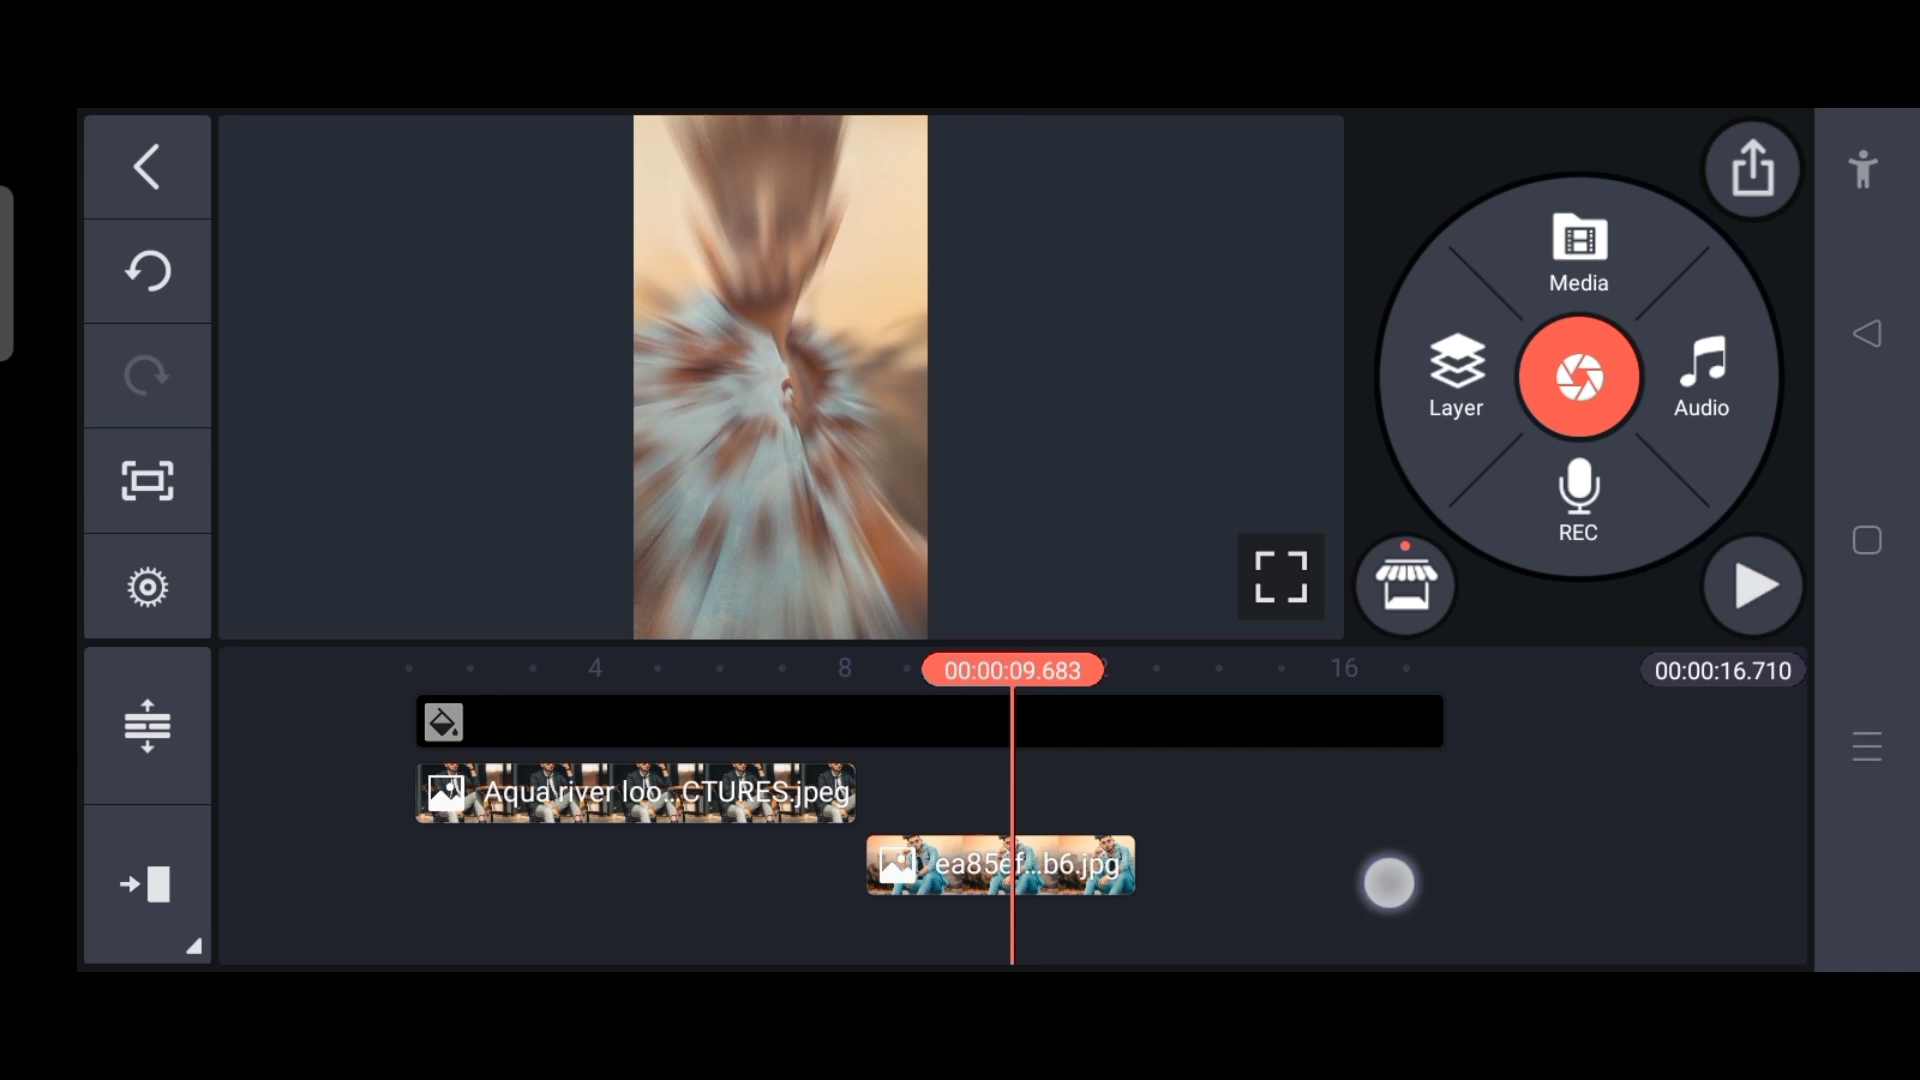 Media
Layer
Audio
REC
4
8
00:00:09.683
16
00:00:16.710
Aqua river loo...CTURES.jpeg
ea85ef...b6.jpg